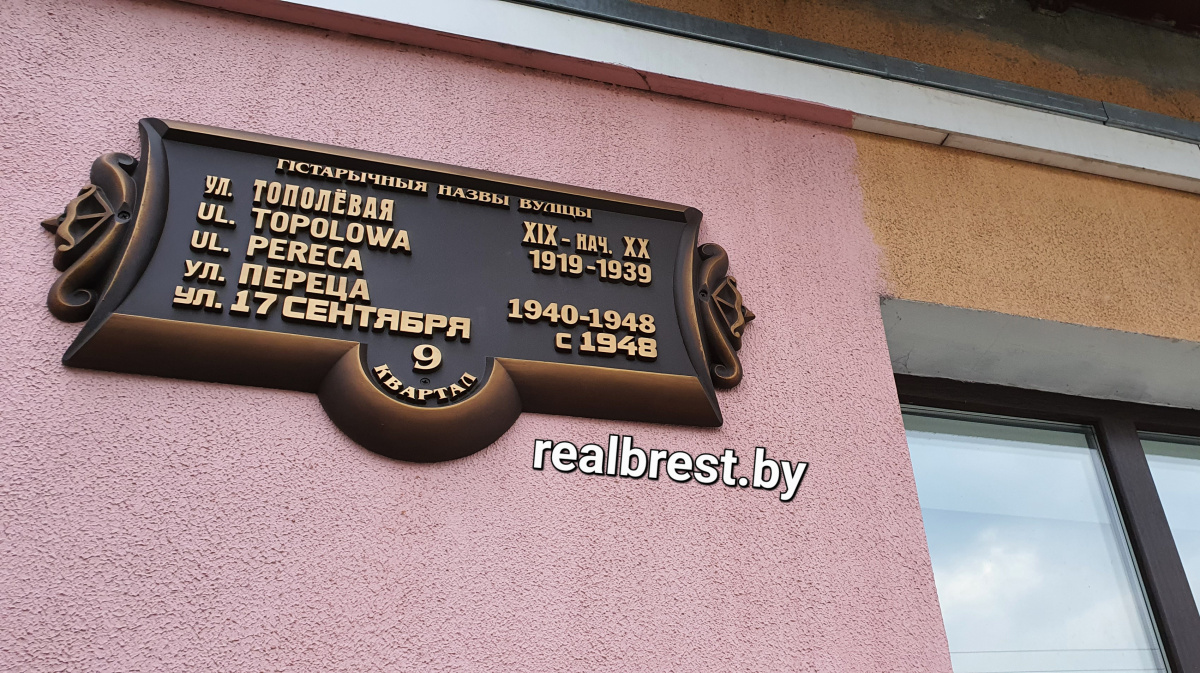 ГІСТАРЫЧНЫЯ НАЗВЫ ВУЛІЦЫ
УЛ. ТОПОЛЁВАЯ XIX – НАЧ. XX
UL. TOPOLOWA 1919-1939
UL. PERECA
УЛ. ПЕРЕЦА 1940-1948
УЛ. 17 СЕНТЯБРЯ С 1948
9
КВАРТАЛ
realbrest.by